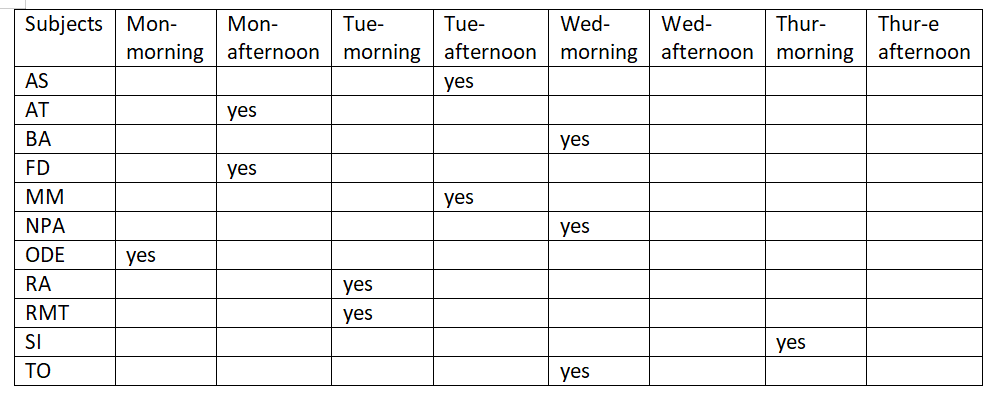 Subjects Mon- Mon- Tue- Tue- Wed- Wed- Thur- Thur-e
morning afternoon morning afternoon morning afternoon morning afternoon
AS yes
AT yes
BA yes
FD yes
MM yes
NPA yes
ODE yes
RA yes
RMT yes
SI yes
TO yes